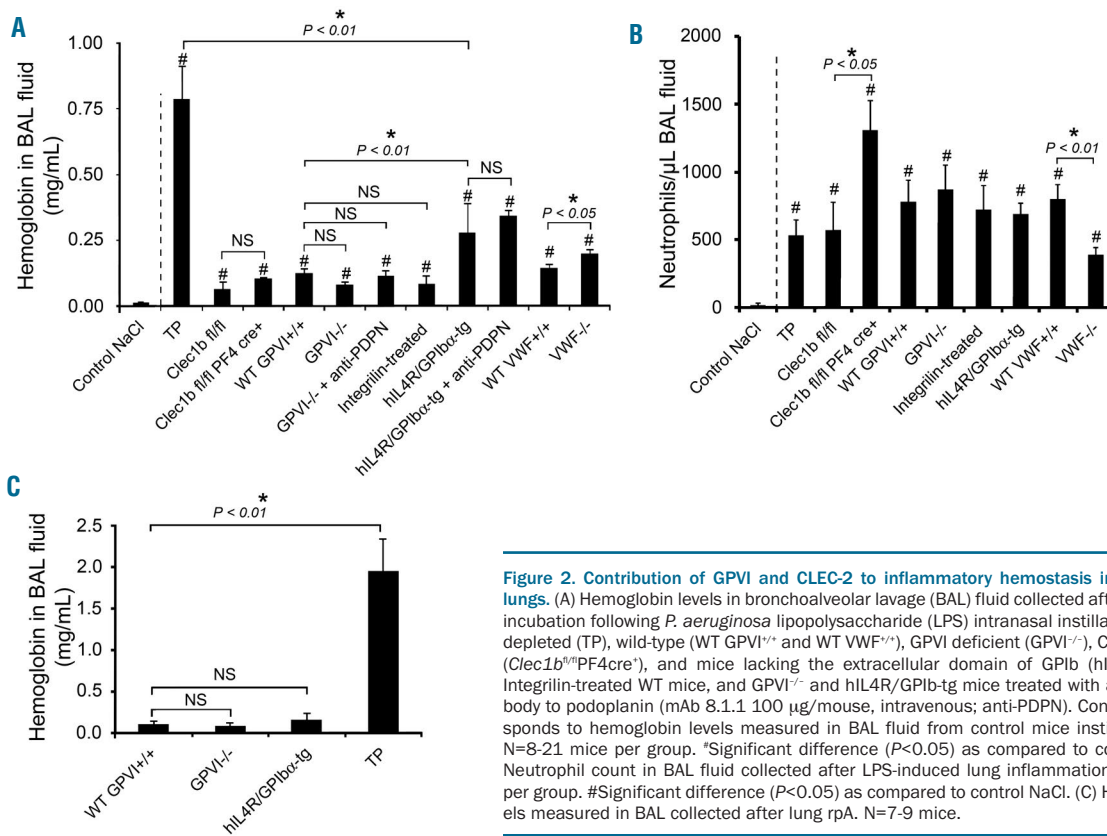 A
Hemoglobin in BAL fluid
(mg/mL)
1.00
0.75
0.50
0.25
0.00
*
P < 0.01
*
P < 0.01
NS
NS
NS
NS
NS
*
P < 0.05
# # # # # # # # # # #
Control NaCl
TP
Clec1b fl/fl
Clec1b fl/fl PF4 cre+
WT GPVI+/+
GPVI-/-
GPVI-/- + anti-PDPN
Integrilin-treated
hIL4R/GPIbα-tg
hIL4R/GPIbα-tg + anti-PDPN
WT VWF+/+
VWF-/-
B
Neutrophils/µL BAL fluid
2000
1500
1000
500
0
*
P < 0.05
*
P < 0.01
# # # # # # # # #
Control NaCl
TP
Clec1b fl/fl
Clec1b fl/fl PF4 cre+
WT GPVI+/+
GPVI-/-
Integrilin-treated
hIL4R/GPIbα-tg
WT VWF+/+
VWF-/-
C
Hemoglobin in BAL fluid
(mg/mL)
2.5
2.0
1.5
1.0
0.5
0.0
*
P < 0.01
NS
NS
WT GPVI+/+
GPVI-/-
hIL4R/GPIbα-tg
TP
Figure 2. Contribution of GPVI and CLEC-2 to inflammatory hemostasis in
lungs. (A) Hemoglobin levels in bronchoalveolar lavage (BAL) fluid collected
incubation following P. aeruginosa lipopolysaccharide (LPS) intranasal
depleted (TP), wild-type (WT GPVI+/+ and WT VWF+/+), GPVI deficient (GPVI−/−),
(Clec1bfl/flPF4cre+), and mice lacking the extracellular domain of GPIb
Integrilin-treated WT mice, and GPVI−/− and hIL4R/GPIb-tg mice treated with
body to podoplanin (mAb 8.1.1 100 µg/mouse, intravenous; anti-PDPN).
sponds to hemoglobin levels measured in BAL fluid from control mice
N=8-21 mice per group. #Significant difference (P<0.05) as compared to
Neutrophil count in BAL fluid collected after LPS-induced lung inflammation
per group. #Significant difference (P<0.05) as compared to control NaCl. (C)
els measured in BAL collected after lung rpA. N=7-9 mice.